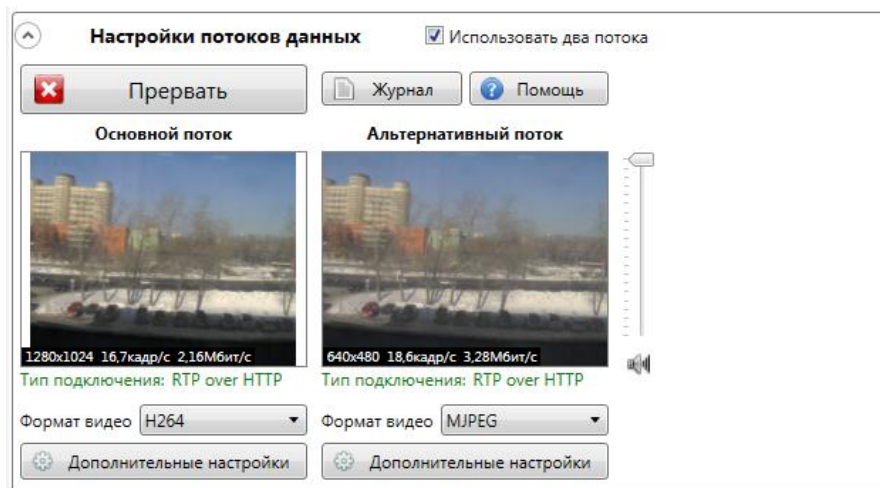 Настройки потоков данных
Использовать два потока
Прервать
Журнал
Помощь
Основной поток
Альтернативный поток
1280x1024 16,7кадр/с 2,16Мбит/с
640x480 18,6кадр/с 3,28Мбит/с
Тип подключения: RTP over HTTP
Тип подключения: RTP over HTTP
Формат видео H264
Формат видео MJPEG
Дополнительные настройки
Дополнительные настройки